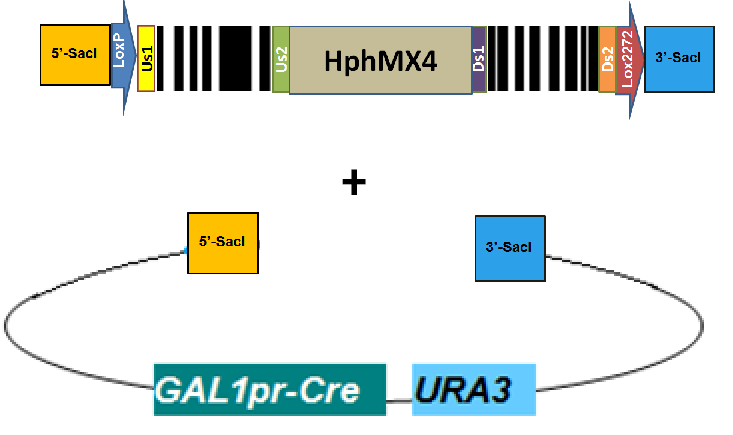 5'-SacI LoxP Us1 Us2 HphMX4 Ds1 Ds2 Lox2272 3'-SacI
+
5'-SacI 3'-SacI
GAL1pr-Cre URA3